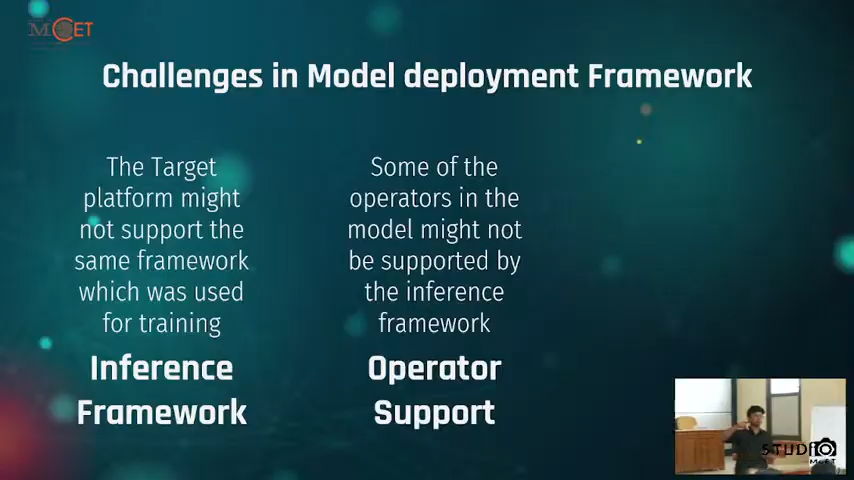 MCET
Challenges in Model deployment Framework
The Target
platform might
not support the
same framework
which was used
for training
Inference
Framework
Some of the
operators in the
model might not
be supported by
the inference
framework
Operator
Support
STUDIO
MCET